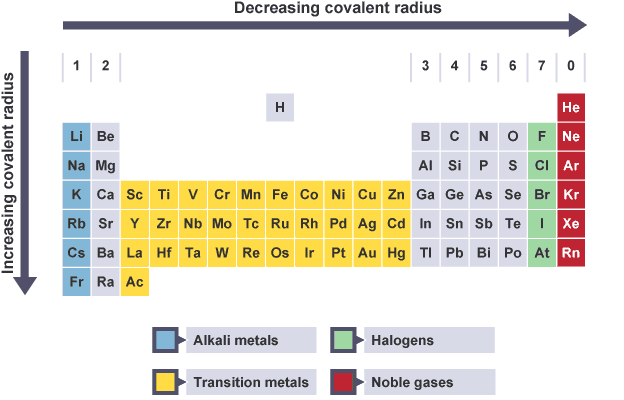 Decreasing covalent radius
Increasing covalent radius
1 2 3 4 5 6 7 0
H He
Li Be B C N O F Ne
Na Mg Al Si P S Cl Ar
K Ca Sc Ti V Cr Mn Fe Co Ni Cu Zn Ga Ge As Se Br Kr
Rb Sr Y Zr Nb Mo Tc Ru Rh Pd Ag Cd In Sn Sb Te I Xe
Cs Ba La Hf Ta W Re Os Ir Pt Au Hg Tl Pb Bi Po At Rn
Fr Ra Ac
Alkali metals Halogens
Transition metals Noble gases